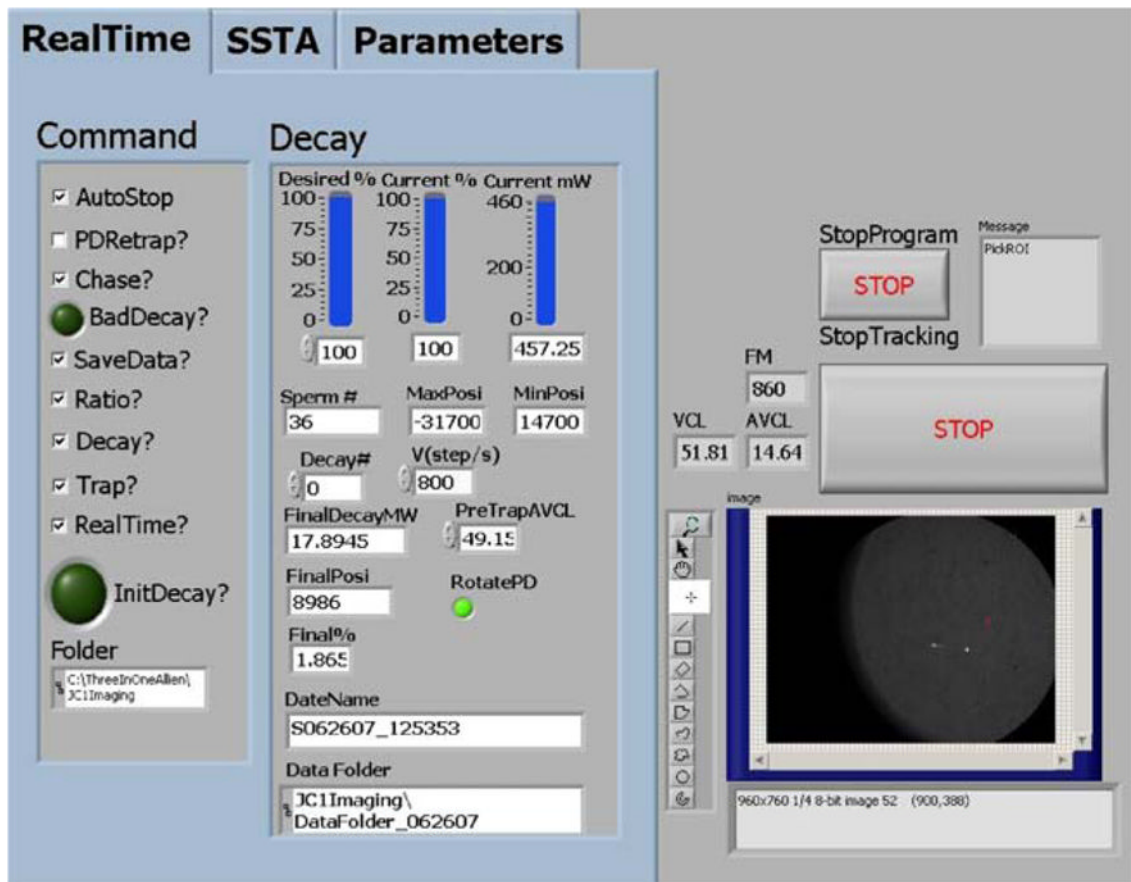 RealTime SSTA Parameters
Command
AutoStop
PDRetrap?
Chase?
BadDecay?
SaveData?
Ratio?
Decay?
Trap?
RealTime?
InitDecay?
Folder
C:\ThreeInOneAllien\
JC1Imaging
Decay
Desired % Current % Current mW
100 100 460
75 75
50 50 200
25 25
0 0 0
100 100 457.25
Sperm # MaxPosi MinPosi
36 -31700 14700
Decay# V(step/s)
0 800
FinalDecayMW PreTrapAVCL
17.8945 49.15
FinalPosi RotatePD
8986
Final%
1.865
DateName
S062607_125353
Data Folder
JC1Imaging\
DataFolder_062607
StopProgram
STOP
Message
PickROI
StopTracking
STOP
FM
860
VCL AVCL
51.81 14.64
image
960x760 1/4 8-bit image 52 (900,388)